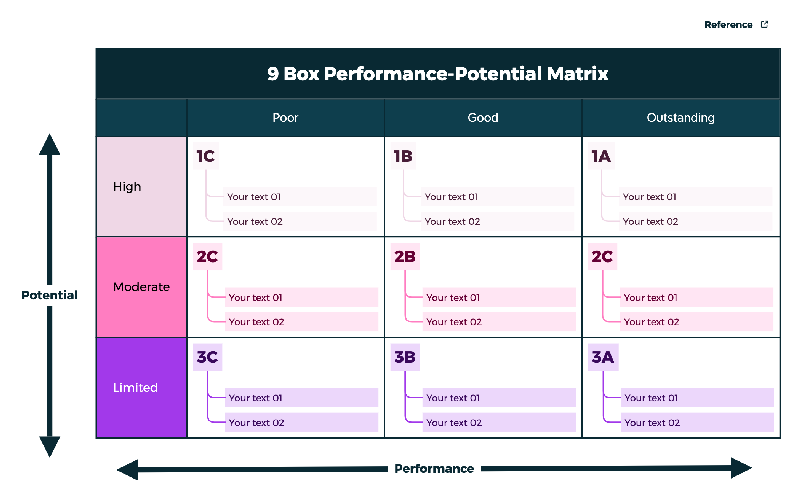 Reference
9 Box Performance-Potential Matrix
Poor Good Outstanding
High
1C 1B 1A
Your text 01 Your text 01 Your text 01
Your text 02 Your text 02 Your text 02
Moderate
2C 2B 2C
Your text 01 Your text 01 Your text 01
Your text 02 Your text 02 Your text 02
Potential
Limited
3C 3B 3A
Your text 01 Your text 01 Your text 01
Your text 02 Your text 02 Your text 02
Performance